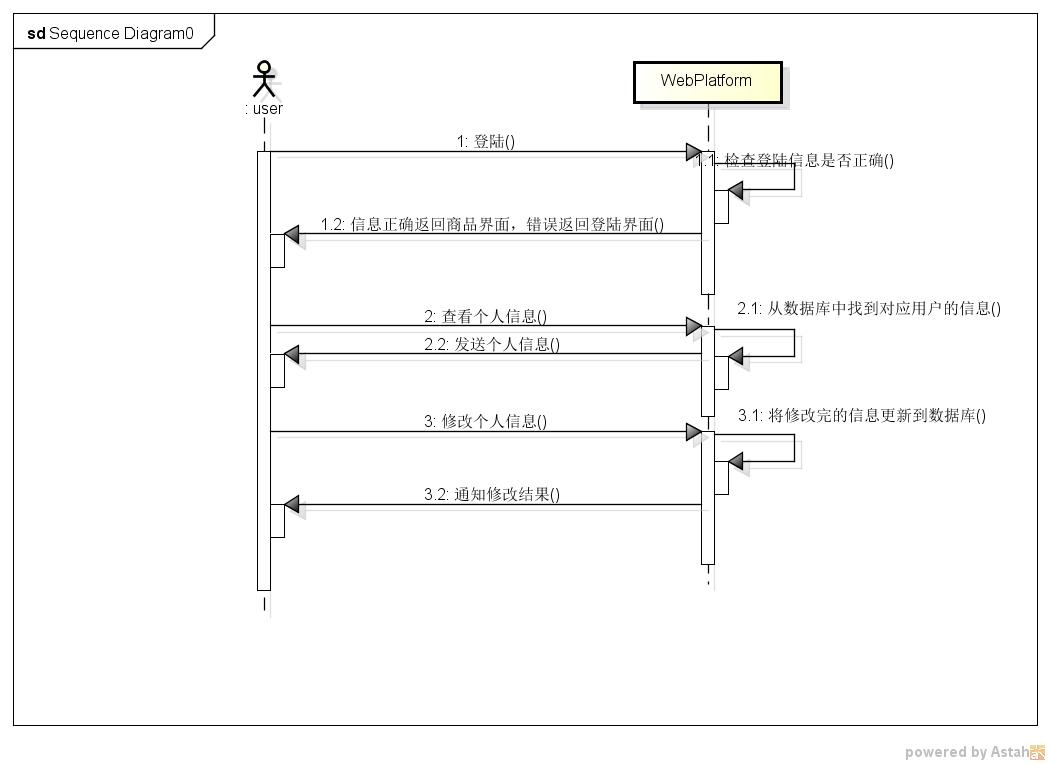 sd Sequence Diagram0
: user
WebPlatform
1: 登陆()
1.1: 检查登陆信息是否正确()
1.2: 信息正确返回商品界面，错误返回登陆界面()
2.1: 从数据库中找到对应用户的信息()
2: 查看个人信息()
2.2: 发送个人信息()
3.1: 将修改完的信息更新到数据库()
3: 修改个人信息()
3.2: 通知修改结果()
powered by Astah